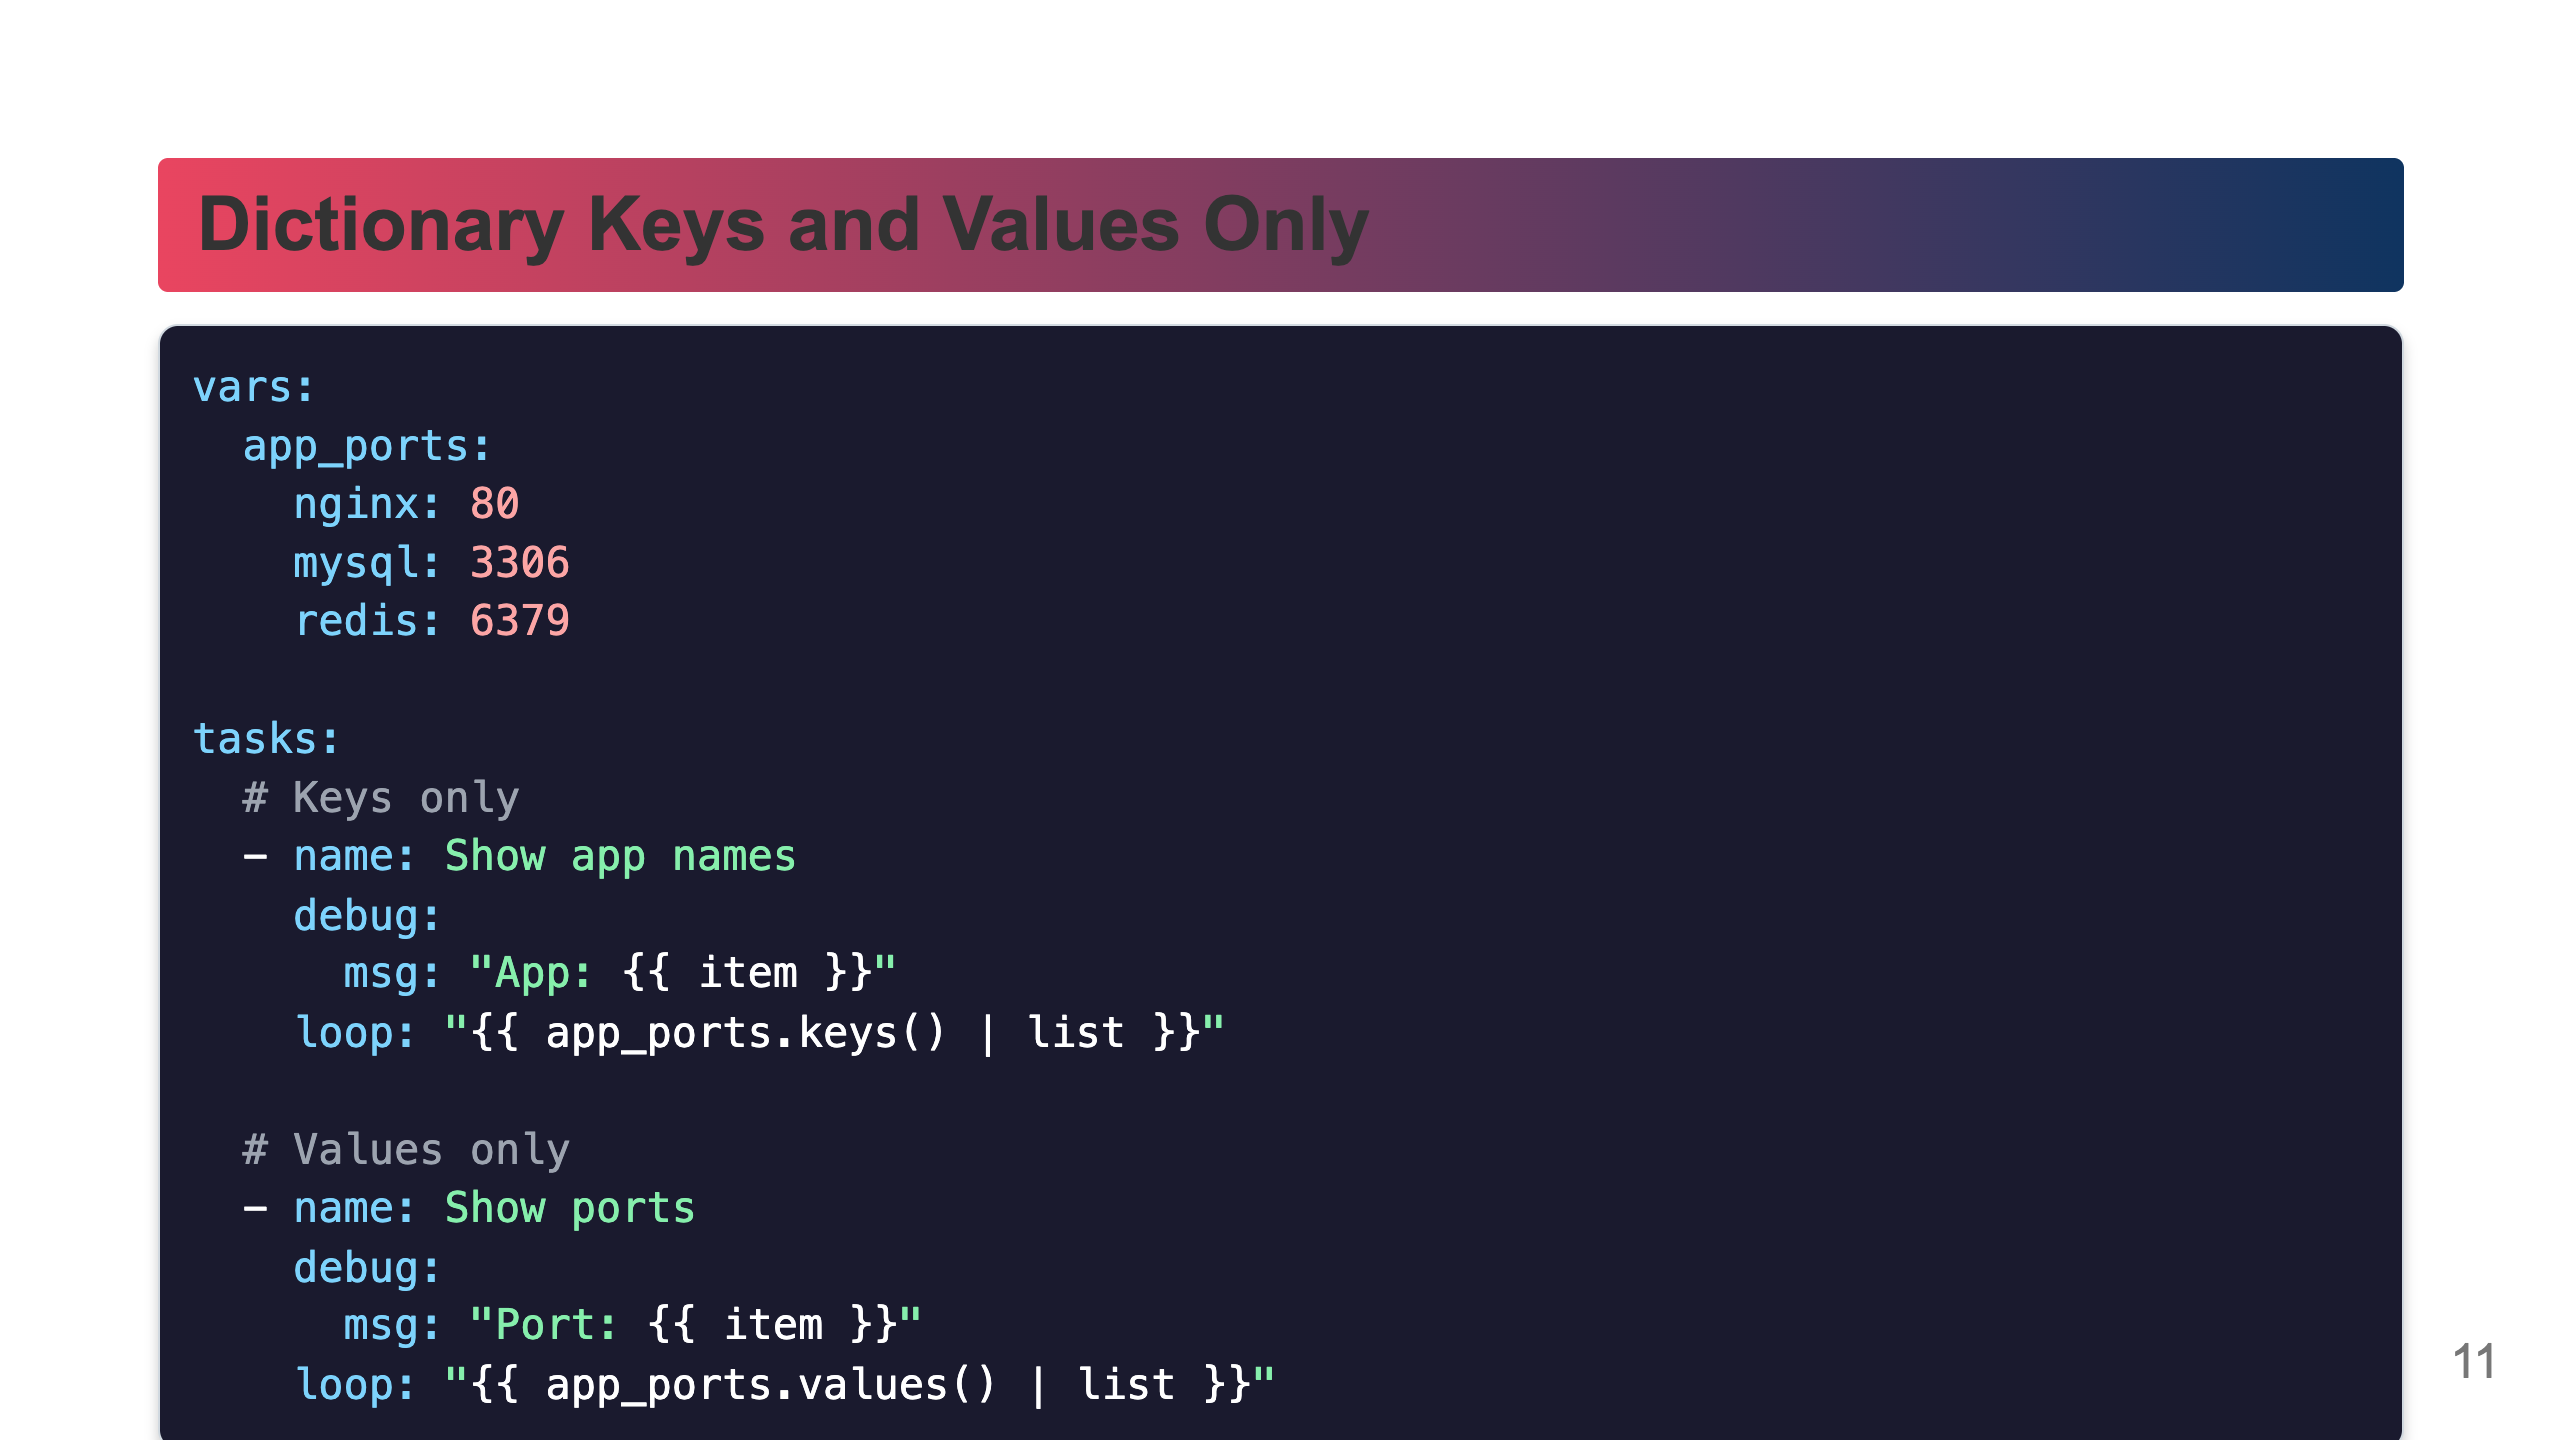 Dictionary Keys and Values Only
vars:
  app_ports:
    nginx: 80
    mysql: 3306
    redis: 6379

tasks:
  # Keys only
  - name: Show app names
    debug:
      msg: "App: {{ item }}"
    loop: "{{ app_ports.keys() | list }}"

  # Values only
  - name: Show ports
    debug:
      msg: "Port: {{ item }}"
    loop: "{{ app_ports.values() | list }}"
11